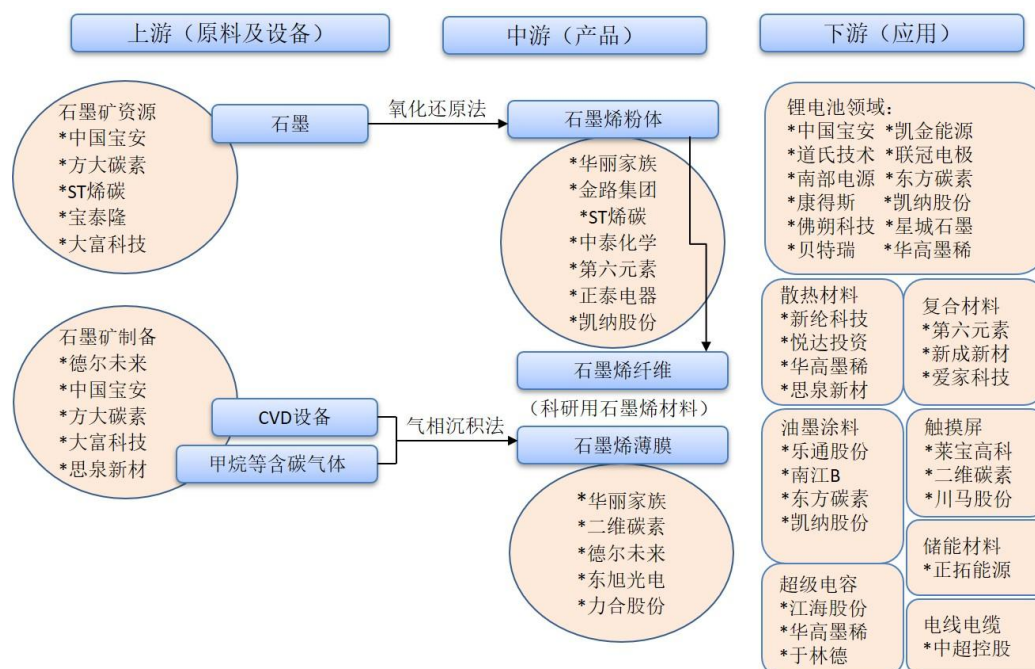 上游（原料及设备）
中游（产品）
下游（应用）
石墨矿资源
*中国宝安
*方大碳素
*ST烯碳
*宝泰隆
*大富科技
石墨
氧化还原法
石墨烯粉体
*华丽家族
*金路集团
*ST烯碳
*中泰化学
*第六元素
*正泰电器
*凯纳股份
石墨烯纤维
（科研用石墨烯材料）
石墨矿制备
*德尔未来
*中国宝安
*方大碳素
*大富科技
*思泉新材
CVD设备
甲烷等含碳气体
气相沉积法
石墨烯薄膜
*华丽家族
*二维碳素
*德尔未来
*东旭光电
*力合股份
锂电池领域：
*中国宝安 *凯金能源
*道氏技术 *联冠电极
*南部电源 *东方碳素
*康得斯 *凯纳股份
*佛朔科技 *星城石墨
*贝特瑞 *华高墨稀
散热材料
*新纶科技
*悦达投资
*华高墨稀
*思泉新材
复合材料
*第六元素
*新成新材
*爱家科技
油墨涂料
*乐通股份
*南江B
*东方碳素
*凯纳股份
触摸屏
*莱宝高科
*二维碳素
*川马股份
储能材料
*正拓能源
超级电容
*江海股份
*华高墨稀
*于林德
电线电缆
*中超控股